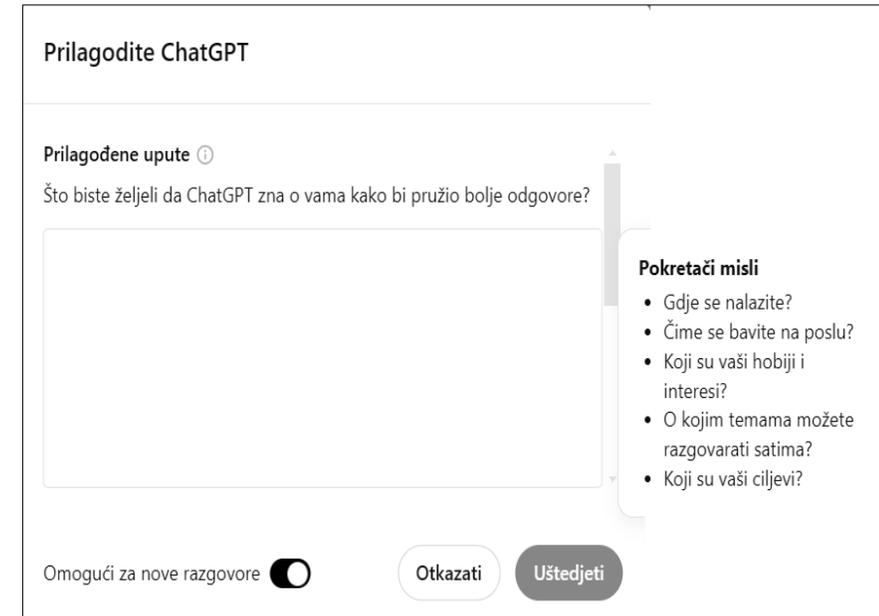 Prilagodite ChatGPT
Prilagođene upute
Što biste željeli da ChatGPT zna o vama kako bi pružio bolje odgovore?
Pokretači misli
• Gdje se nalazite?
• Čime se bavite na poslu?
• Koji su vaši hobiji i
interesi?
• O kojim temama možete
razgovarati satima?
• Koji su vaši ciljevi?
Omogući za nove razgovore
Otkazati
Uštedjeti